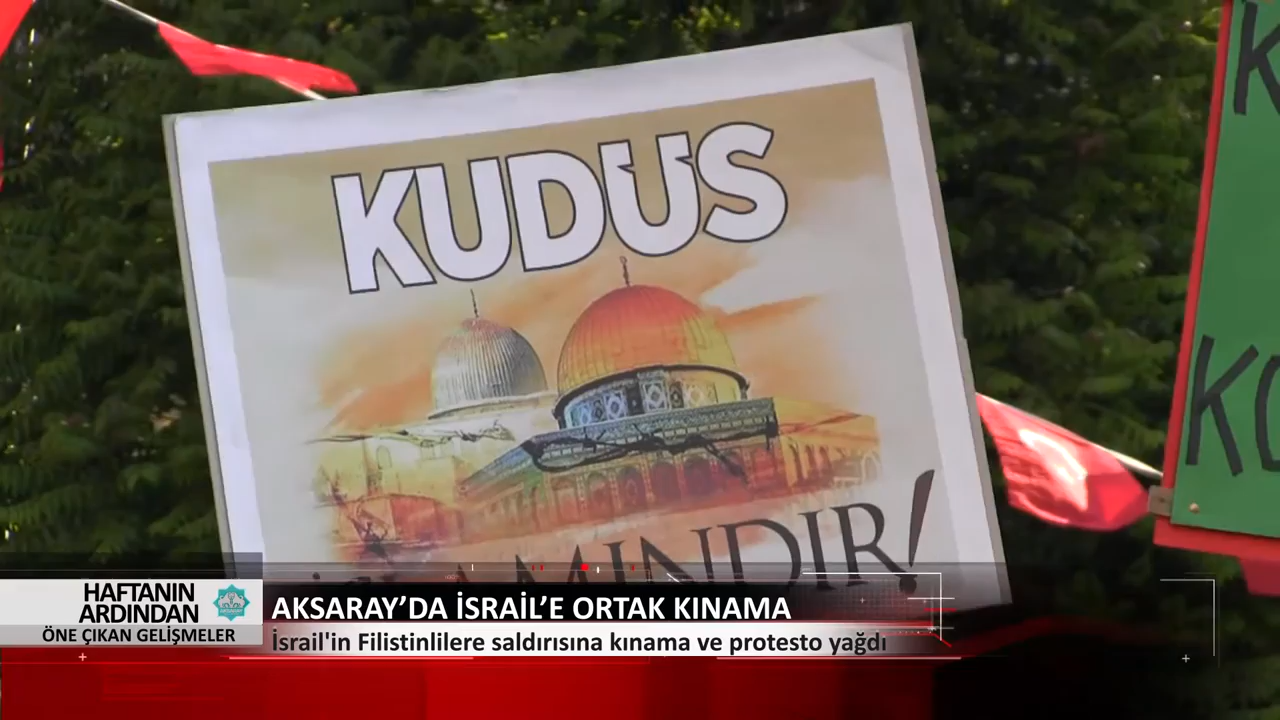 KUDÜS
HAFTANIN
ARDINDAN
ÖNE ÇIKAN GELİŞMELER
AKSARAY’DA İSRAİL’E ORTAK KINAMA
İsrail'in Filistinlilere saldırısına kınama ve protesto yağdı